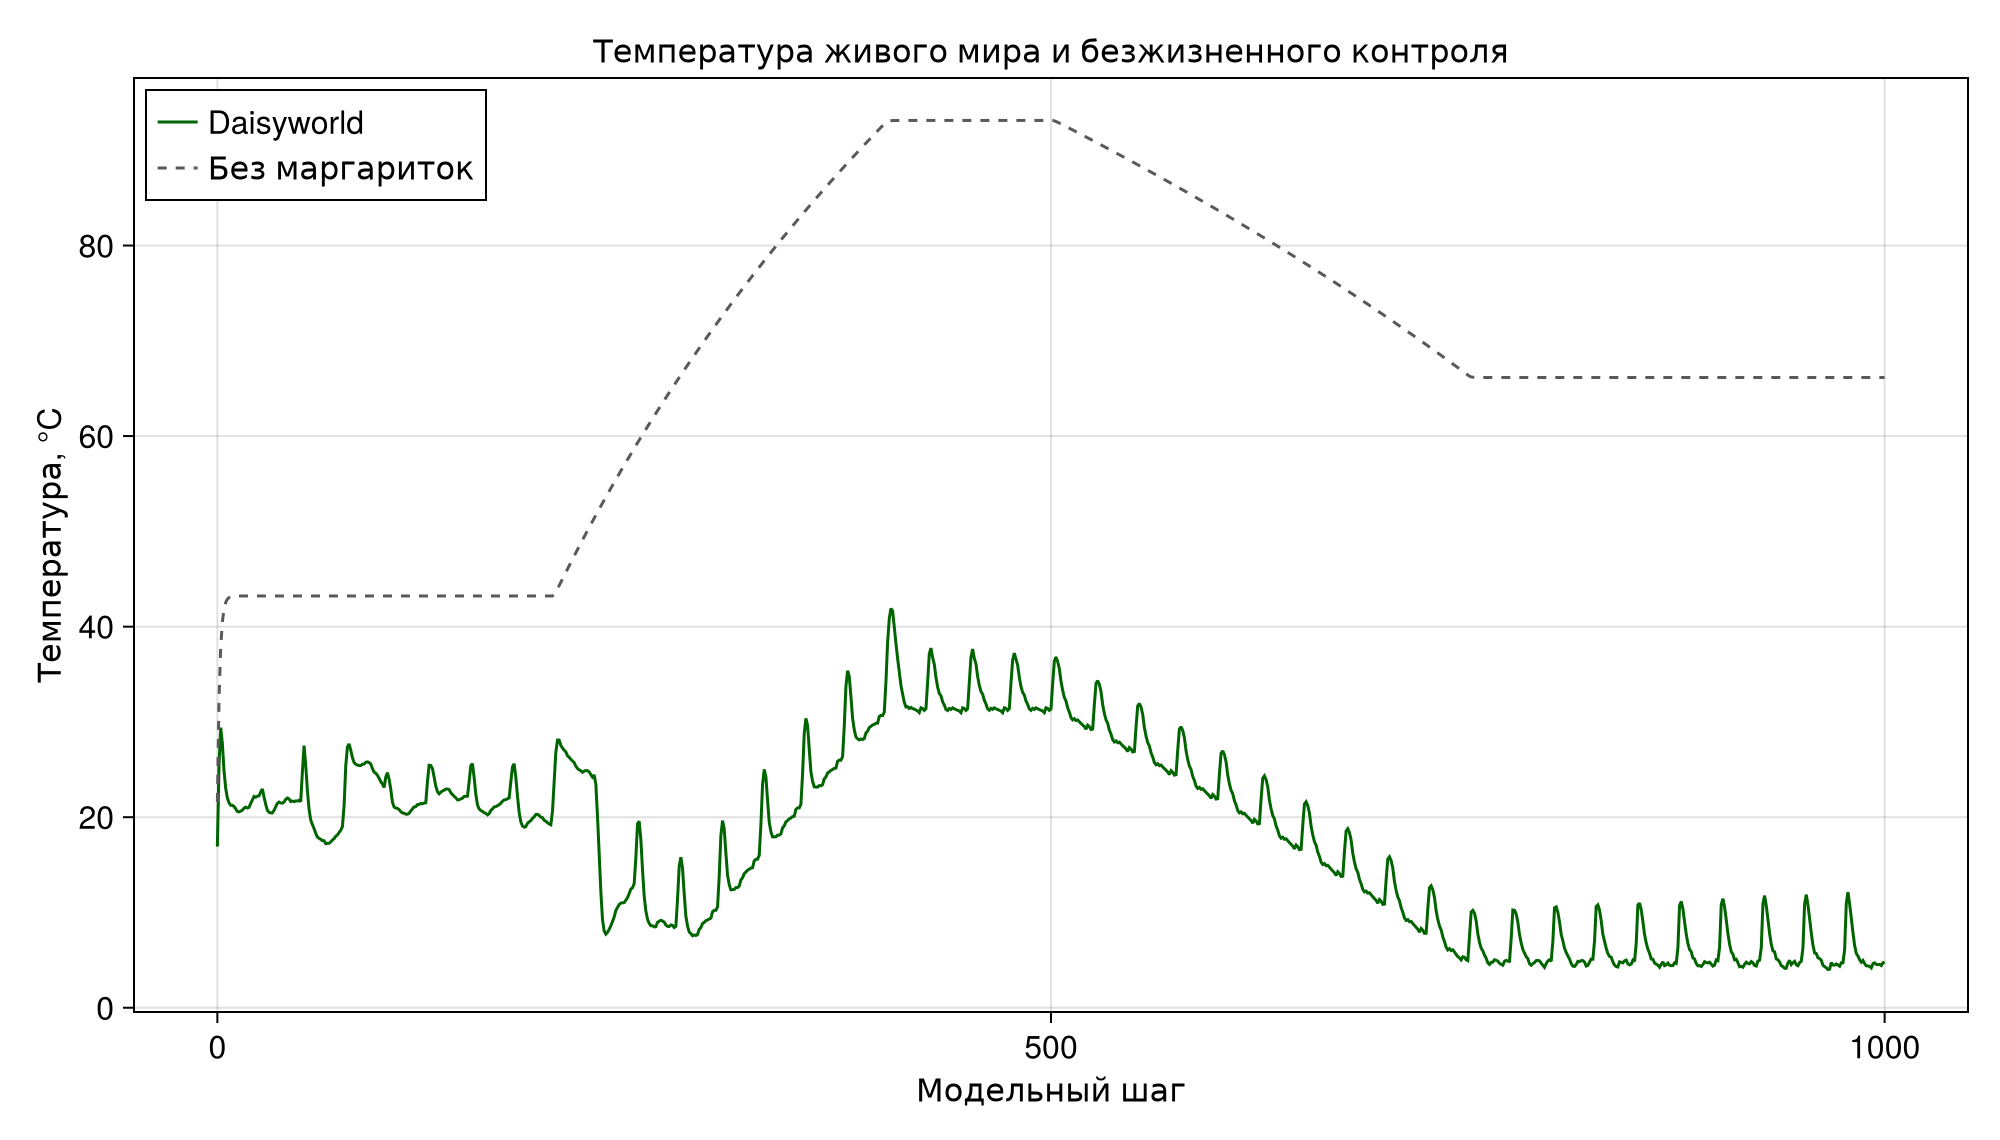 Температура живого мира и безжизненного контроля
Daisyworld
Без маргариток
Температура, °C
80
60
40
20
0
0
500
1000
Модельный шаг